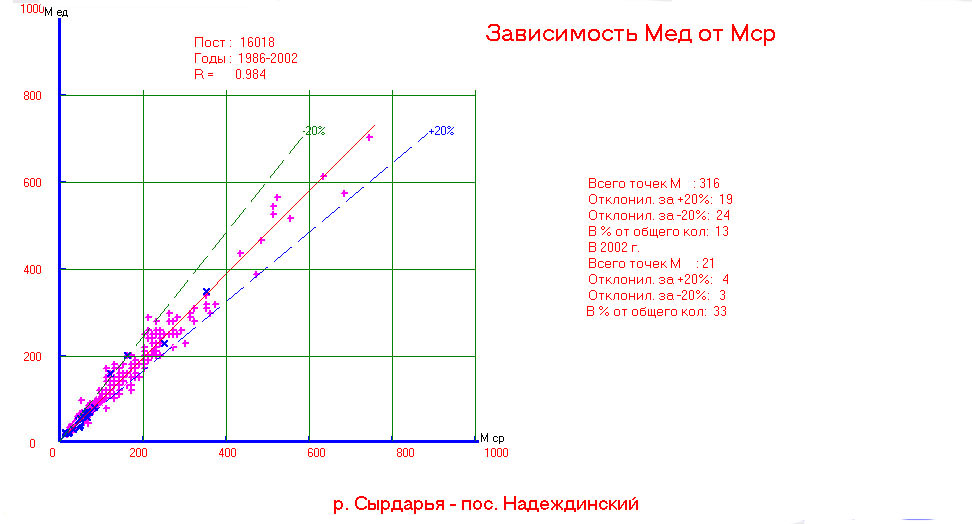 1000
М ед
Зависимость Мед от Мср
Пост : 16018
Годы : 1986-2002
R = 0.984
800
-20%
+20%
600
Всего точек М : 316
Отклонил. за +20%: 19
Отклонил. за -20%: 24
В % от общего кол: 13
В 2002 г.
Всего точек М : 21
Отклонил. за +20%: 4
Отклонил. за -20%: 3
В % от общего кол: 33
400
200
0
М ср
0
200
400
600
800
1000
р. Сырдарья - пос. Надеждинский